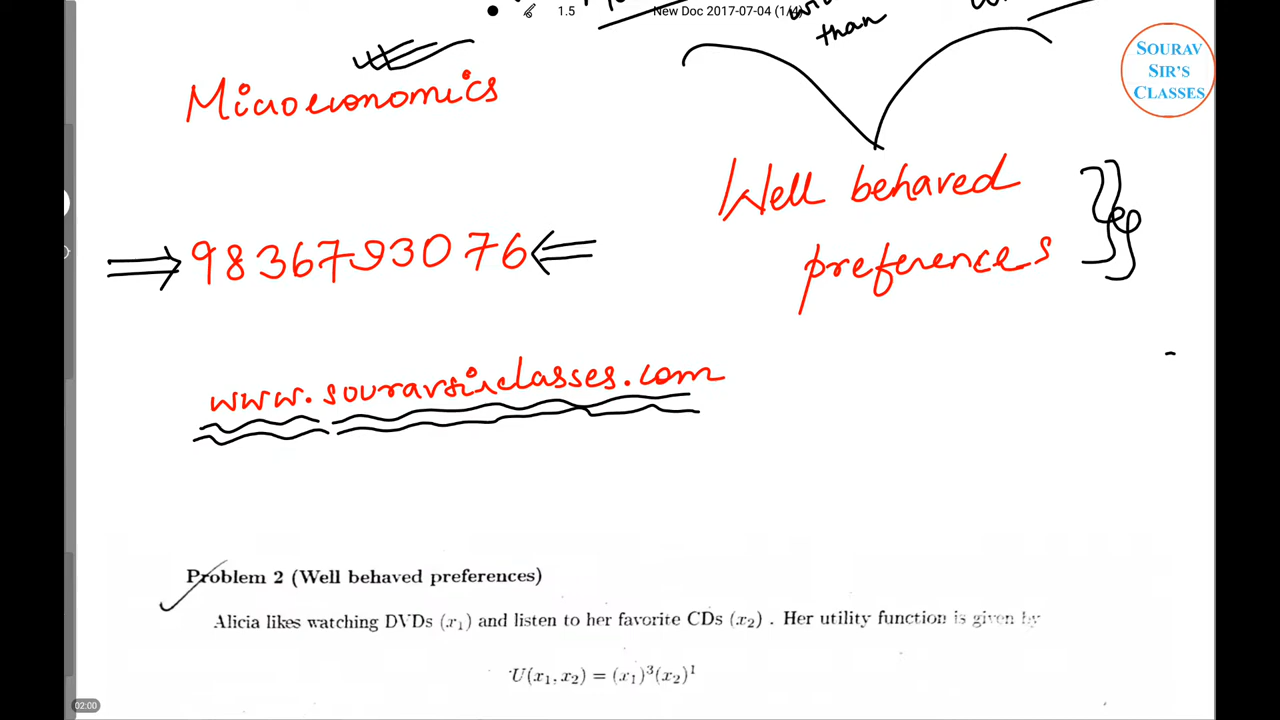 1.5
New Doc 2017-07-04 (1/4)
than
SOURAV
SIR'S
CLASSES
Microeconomics
Well behaved
preferences
9836793076
www.souravsirclasses.com
Problem 2 (Well behaved preferences)
Alicia likes watching DVDs (x₁) and listen to her favorite CDs (x₂) . Her utility function is given by
U(x₁, x₂) = (x₁)³(x₂)¹
02:00